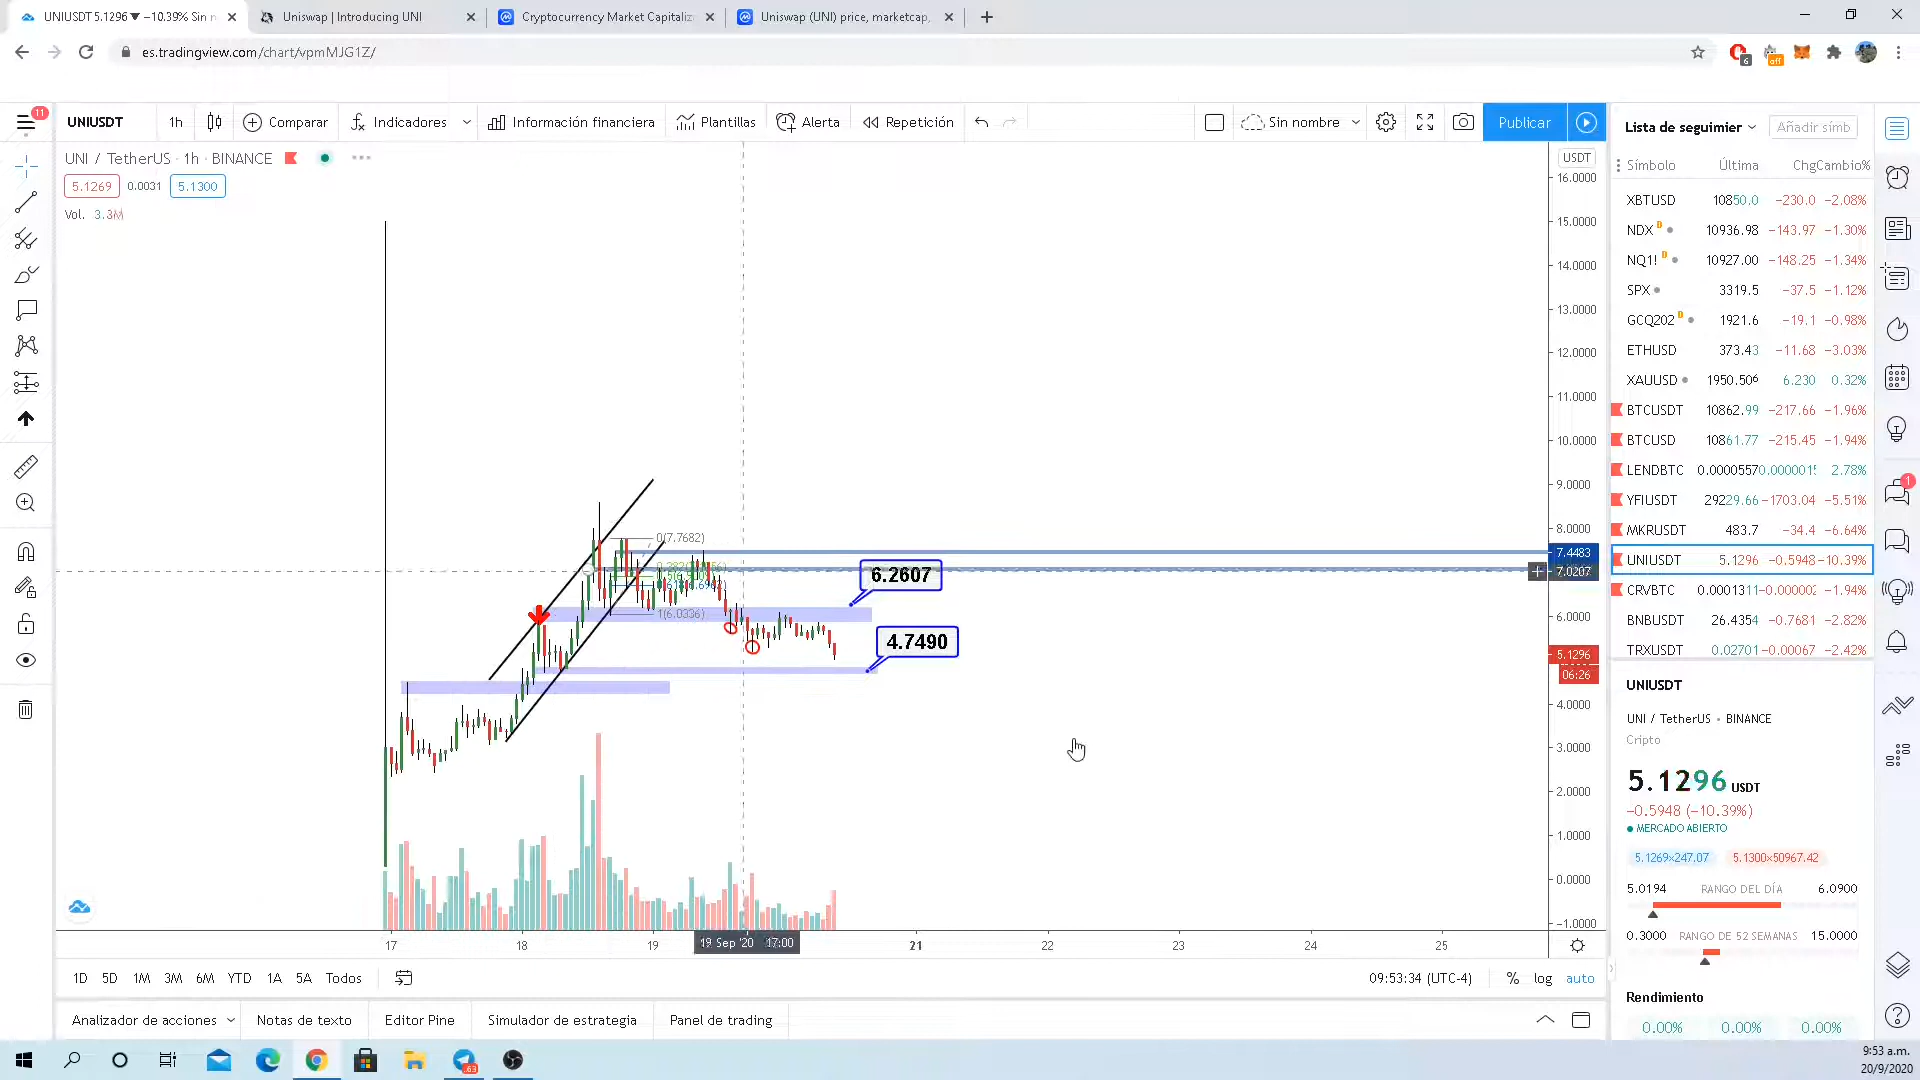 UNIUSDT 5.1296 ▼ −10.39% Sin n
Uniswap | Introducing UNI
Cryptocurrency Market Capitaliz
Uniswap (UNI) price, marketcap,
es.tradingview.com/chart/vpmMJG1Z/
6
off
11
UNIUSDT
1h
Comparar
Indicadores
Información financiera
Plantillas
Alerta
Repetición
Sin nombre
Publicar
UNI / TetherUS · 1h · BINANCE
5.1269
0.0031
5.1300
Vol. 3.3M
USDT
16.0000
15.0000
14.0000
13.0000
12.0000
11.0000
10.0000
9.0000
8.0000
7.4483
7.0207
6.0000
5.1296
06:26
4.0000
3.0000
2.0000
1.0000
0.0000
−1.0000
0(7.7682)
1(6.0336)
6.2607
4.7490
17
18
19
19 Sep '20 17:00
21
22
23
24
25
1D
5D
1M
3M
6M
YTD
1A
5A
Todos
09:53:34 (UTC-4)
%
log
auto
Analizador de acciones
Notas de texto
Editor Pine
Simulador de estrategia
Panel de trading
Lista de seguimier
Añadir símb
Símbolo Última ChgCambio%
XBTUSD 10850.0 −230.0 −2.08%
NDX D 10936.98 −143.97 −1.30%
NQ1! D 10927.00 −148.25 −1.34%
SPX 3319.5 −37.5 −1.12%
GCQ202 D 1921.6 −19.1 −0.98%
ETHUSD 373.43 −11.68 −3.03%
XAUUSD 1950.50⁶ 6.230 0.32%
BTCUSDT 10862.99 −217.66 −1.96%
BTCUSD 10861.77 −215.45 −1.94%
LENDBTC 0.0000557 0.0000015 2.78%
YFIUSDT 29229.66 −1703.04 −5.51%
MKRUSDT 483.7 −34.4 −6.64%
UNIUSDT 5.1296 −0.5948 −10.39%
CRVBTC 0.0001311 −0.000002 −1.94%
BNBUSDT 26.4354 −0.7681 −2.82%
TRXUSDT 0.02701 −0.00067 −2.42%
UNIUSDT
UNI / TetherUS • BINANCE
Cripto
5.1296 USDT
−0.5948 (−10.39%)
MERCADO ABIERTO
5.1269×247.07
5.1300×50967.42
5.0194 RANGO DEL DÍA 6.0900
0.3000 RANGO DE 52 SEMANAS 15.0000
Rendimiento
0.00% 0.00% 0.00%
1
63
9:53 a.m.
20/9/2020